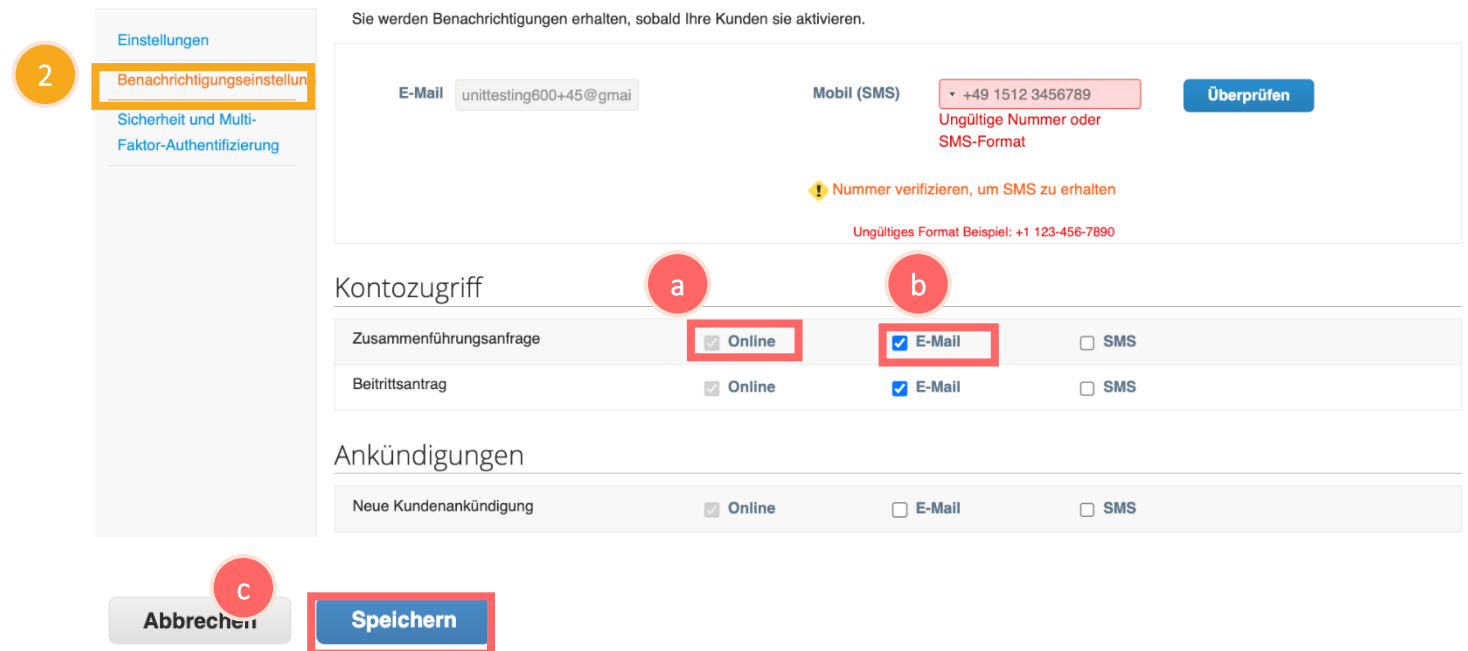 Sie werden Benachrichtigungen erhalten, sobald Ihre Kunden sie aktivieren.
Einstellungen
2
Benachrichtigungseinstellun
Sicherheit und Multi-
Faktor-Authentifizierung
E-Mail unittesting600+45@gmai Mobil (SMS) +49 1512 3456789 Überprüfen
Ungültige Nummer oder
SMS-Format
Nummer verifizieren, um SMS zu erhalten
Ungültiges Format Beispiel: +1 123-456-7890
Kontozugriff a b
Zusammenführungsanfrage Online E-Mail SMS
Beitrittsantrag Online E-Mail SMS
Ankündigungen
Neue Kundenankündigung Online E-Mail SMS
c
Abbrechen Speichern